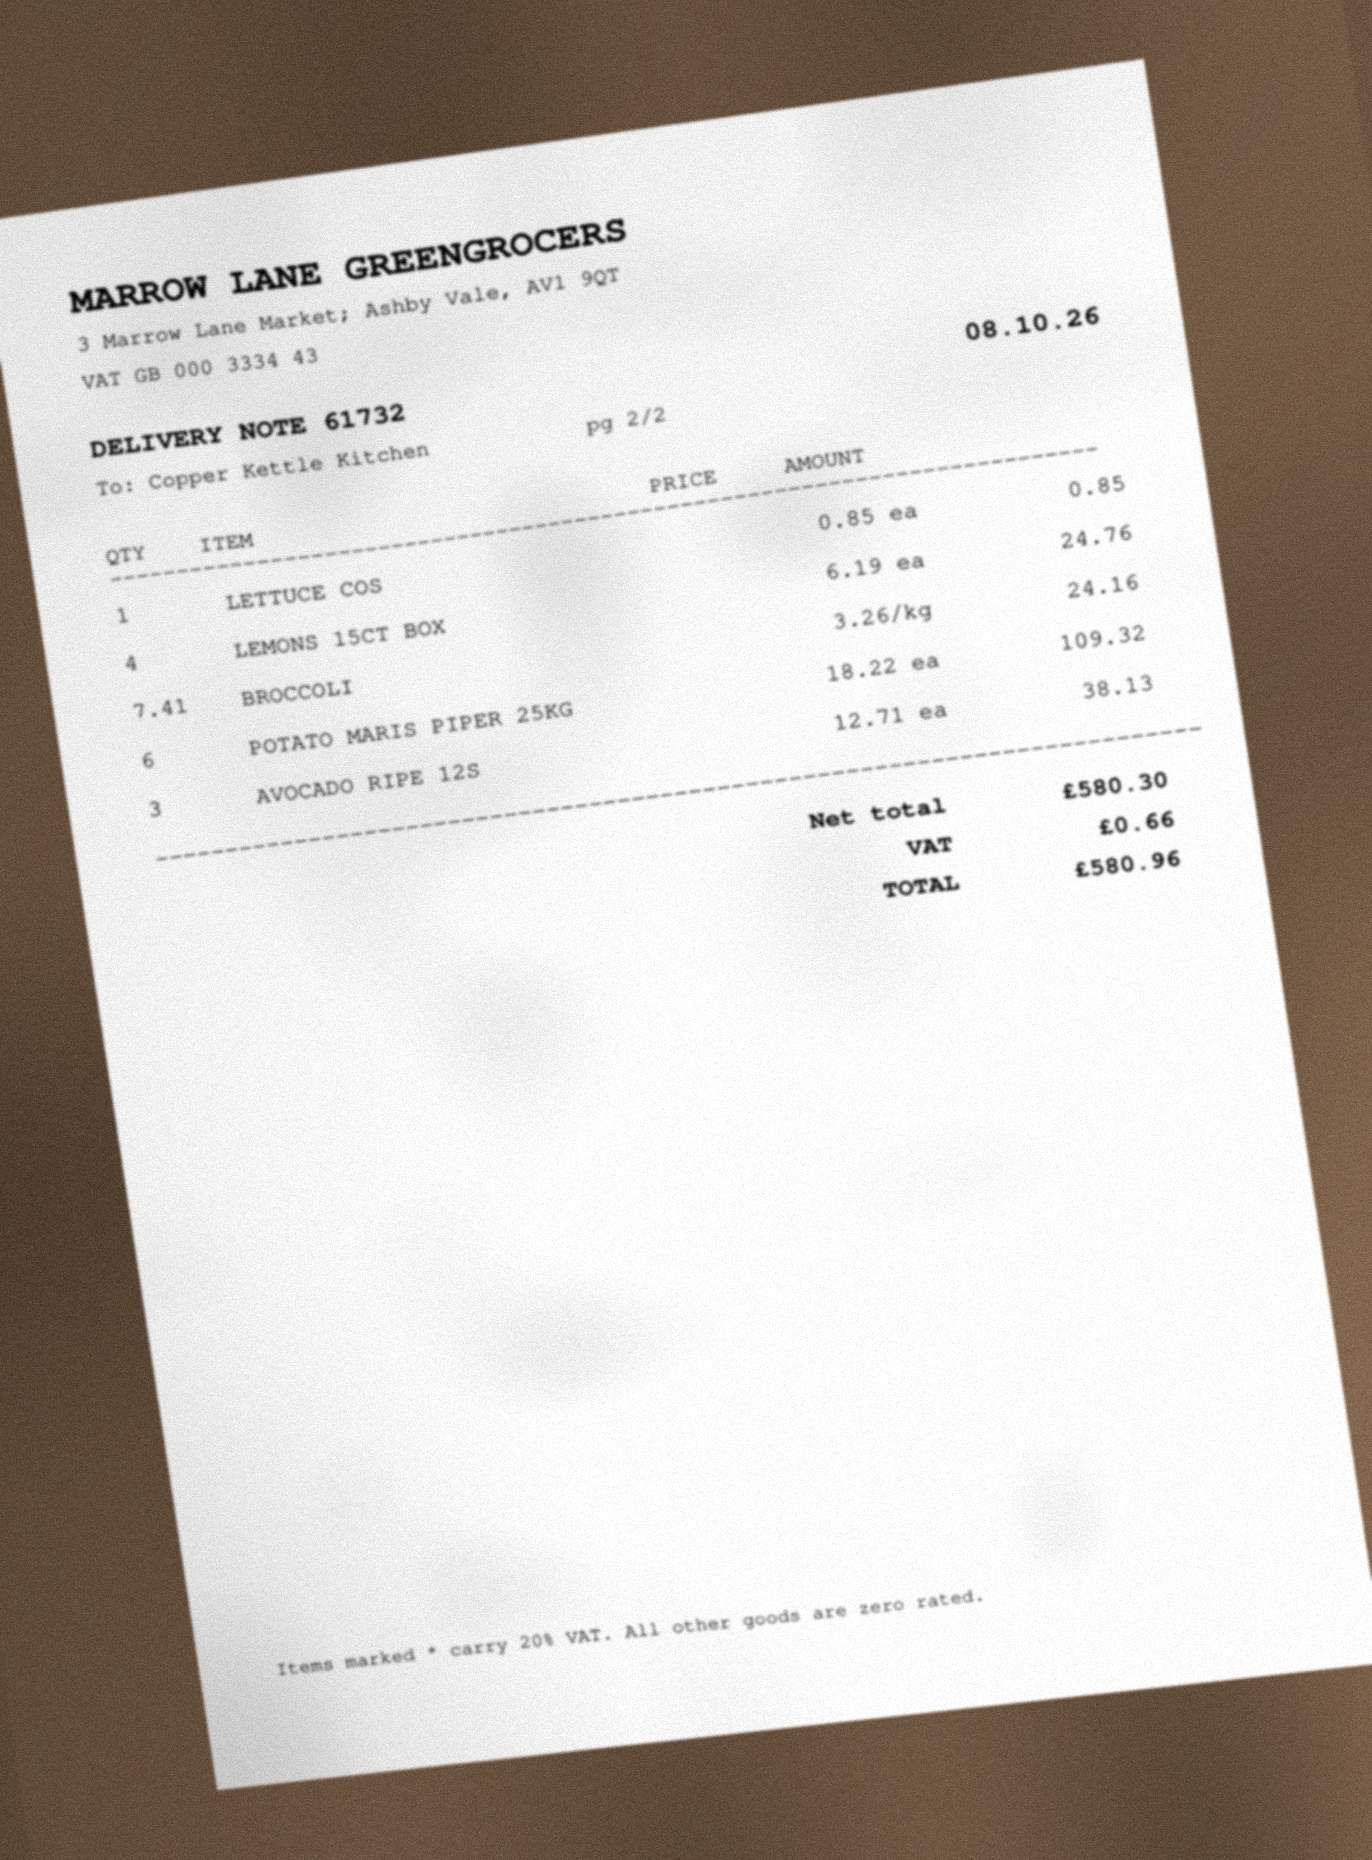 MARROW LANE GREENGROCERS
3 Marrow Lane Market; Ashby Vale, AV1 9QT
VAT GB 000 3334 43
08.10.26
DELIVERY NOTE 61732
To: Copper Kettle Kitchen pg 2/2
QTY ITEM PRICE AMOUNT
1 LETTUCE COS 0.85 ea 0.85
4 LEMONS 15CT BOX 6.19 ea 24.76
7.41 BROCCOLI 3.26/kg 24.16
6 POTATO MARIS PIPER 25KG 18.22 ea 109.32
3 AVOCADO RIPE 12S 12.71 ea 38.13
Net total £580.30
VAT £0.66
TOTAL £580.96
Items marked * carry 20% VAT. All other goods are zero rated.